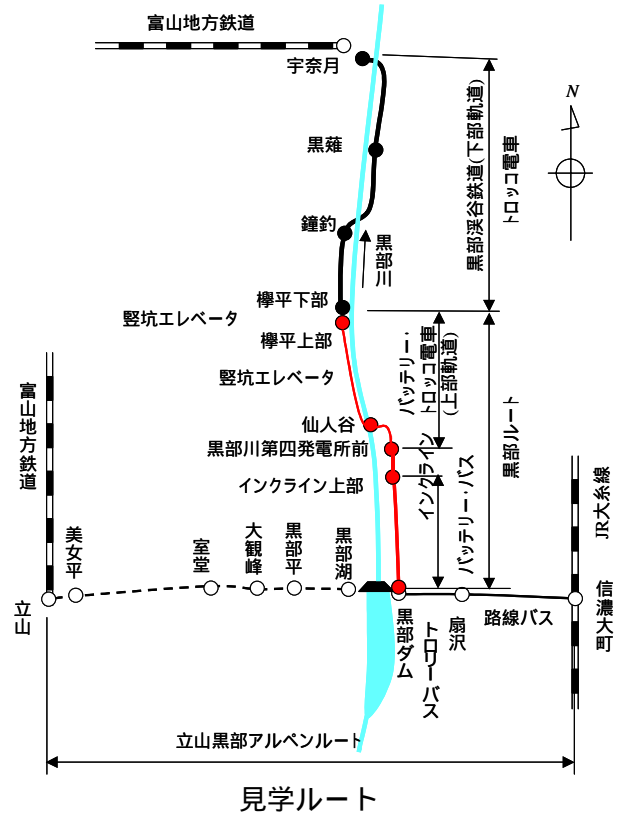 富山地方鉄道
宇奈月
黒薙
鐘釣
黒部川
欅平下部
竪坑エレベータ
欅平上部
竪坑エレベータ
仙人谷
黒部川第四発電所前
インクライン上部
黒部渓谷鉄道(下部軌道)
トロッコ電車
N
バッテリー・
トロッコ電車
(上部軌道)
黒部ルート
インクライン
バッテリー・バス
富山地方鉄道
JR大糸線
立山
美女平
室堂
大観峰
黒部平
黒部湖
黒部ダム
トロリーバス
扇沢
路線バス
信濃大町
立山黒部アルペンルート
見学ルート